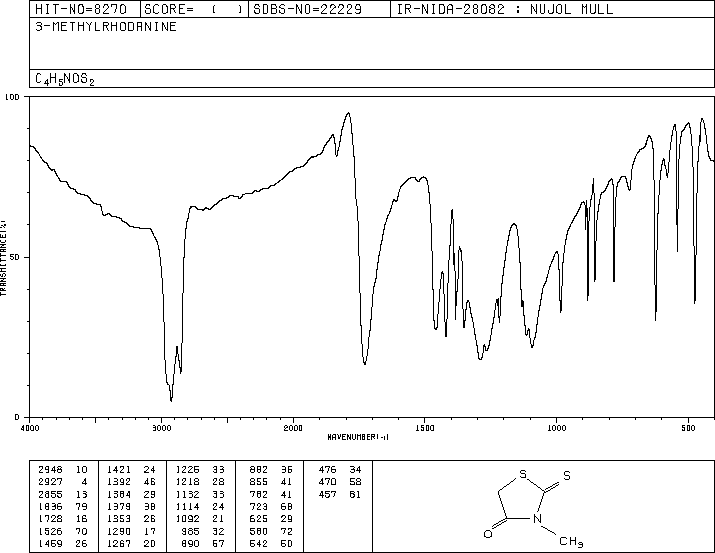 HIT-NO=8270 SCORE= ( ) SDBS-NO=22229 IR-NIDA-28082 : NUJOL MULL
3-METHYLRHODANINE
C4H5NOS2
100
50
0
TRANSMITTANCE(%)
4000 3000 2000 1500 1000 500
WAVENUMBER(-1)
2948 10 1421 24 1226 33 882 35 476 34
2927 4 1392 46 1218 28 855 41 470 58
2855 13 1384 29 1132 33 782 41 457 81
1836 79 1379 38 1114 24 723 68
1728 16 1353 26 1092 21 625 29
1526 70 1290 17 985 32 580 72
1459 26 1267 20 890 57 542 50
S
S
O
N
CH3